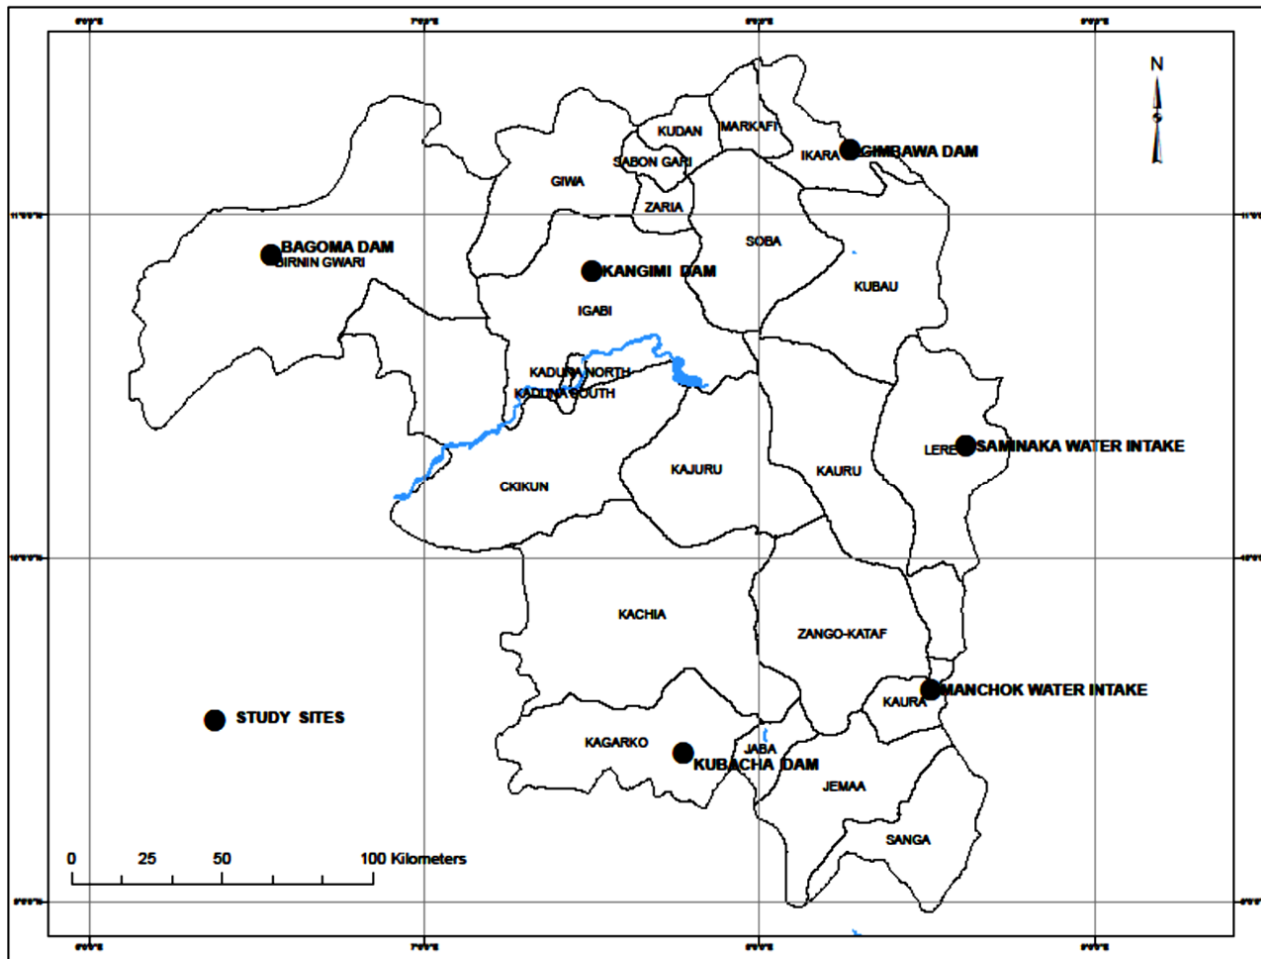 N
KUDAN
MARKAFI
SABON GARI
IKARA
GIMBAWA DAM
GIWA
ZARIA
SOBA
BAGOMA DAM
BIRNIN GWARI
KANGIMI DAM
KUBAU
IGABI
KADUNA NORTH
KADUNA SOUTH
LERE
SAMINAKA WATER INTAKE
KAJURU
KAURU
CKIKUN
KACHIA
ZANGO-KATAF
MANCHOK WATER INTAKE
KAURA
STUDY SITES
KAGARKO
JABA
KUBACHA DAM
JEMAA
SANGA
0 25 50 100 Kilometers